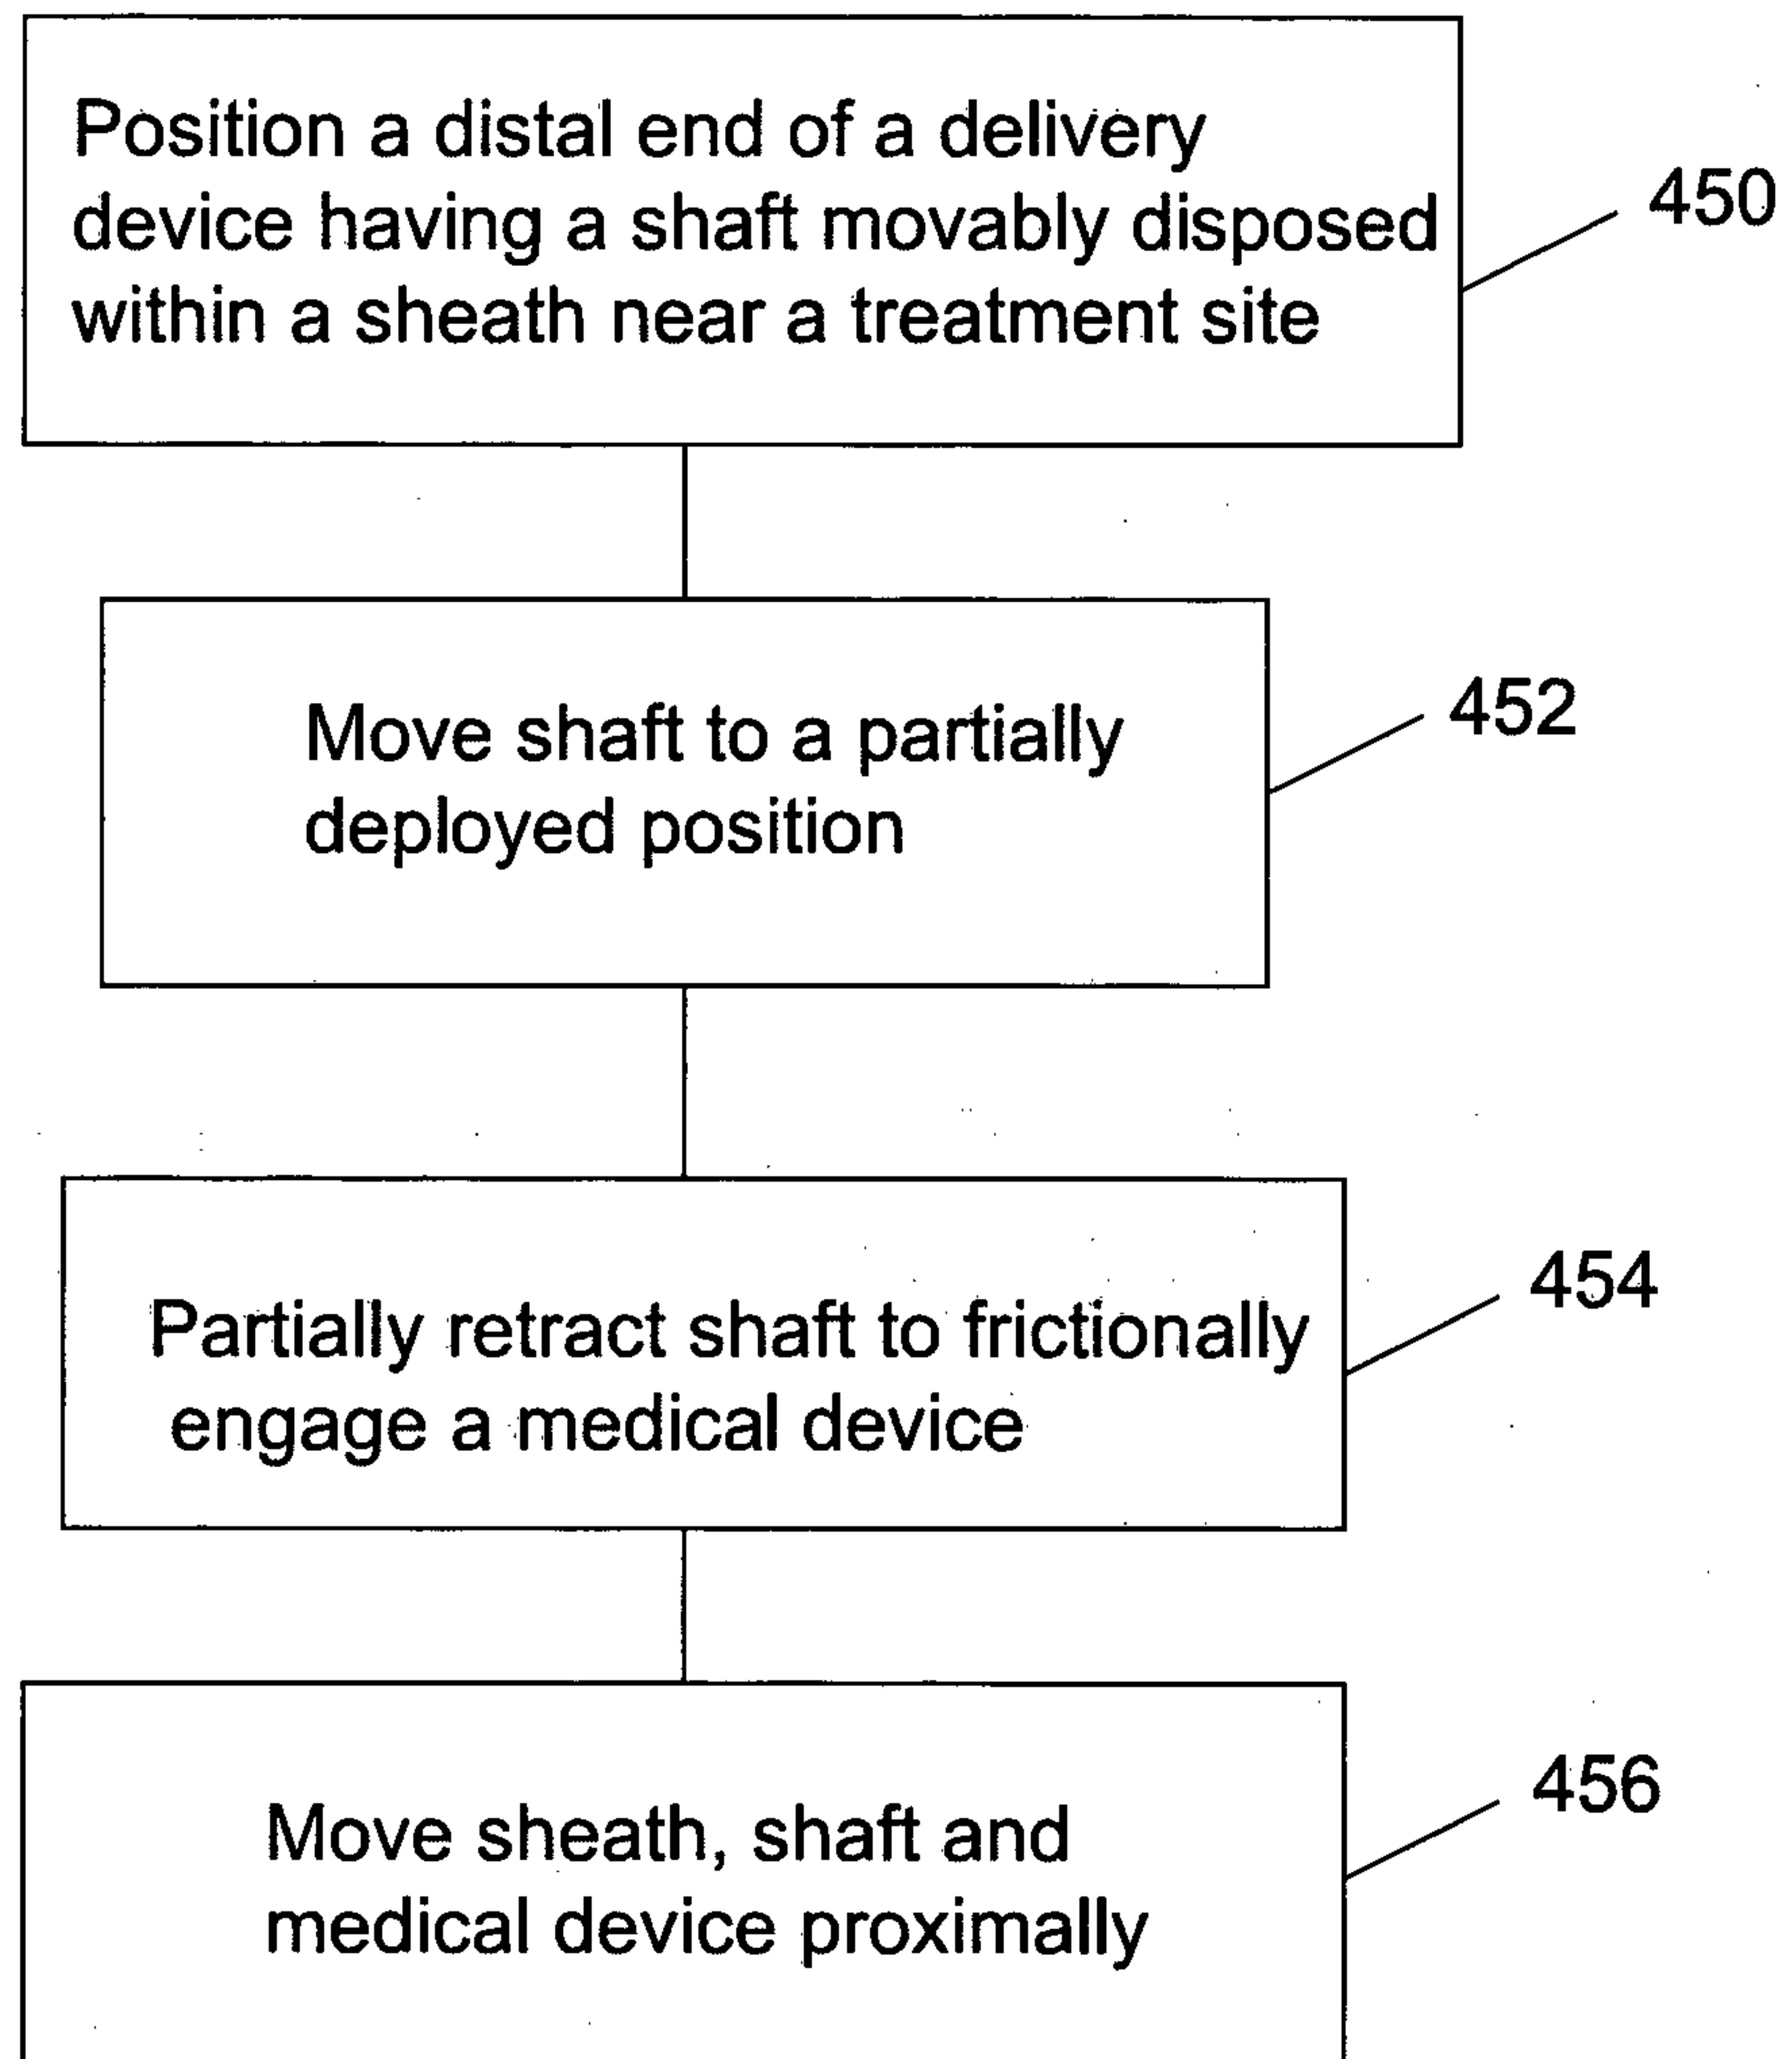 Position a distal end of a delivery
device having a shaft movably disposed
within a sheath near a treatment site
450
Move shaft to a partially
deployed position
452
Partially retract shaft to frictionally
engage a medical device
454
Move sheath, shaft and
medical device proximally
456